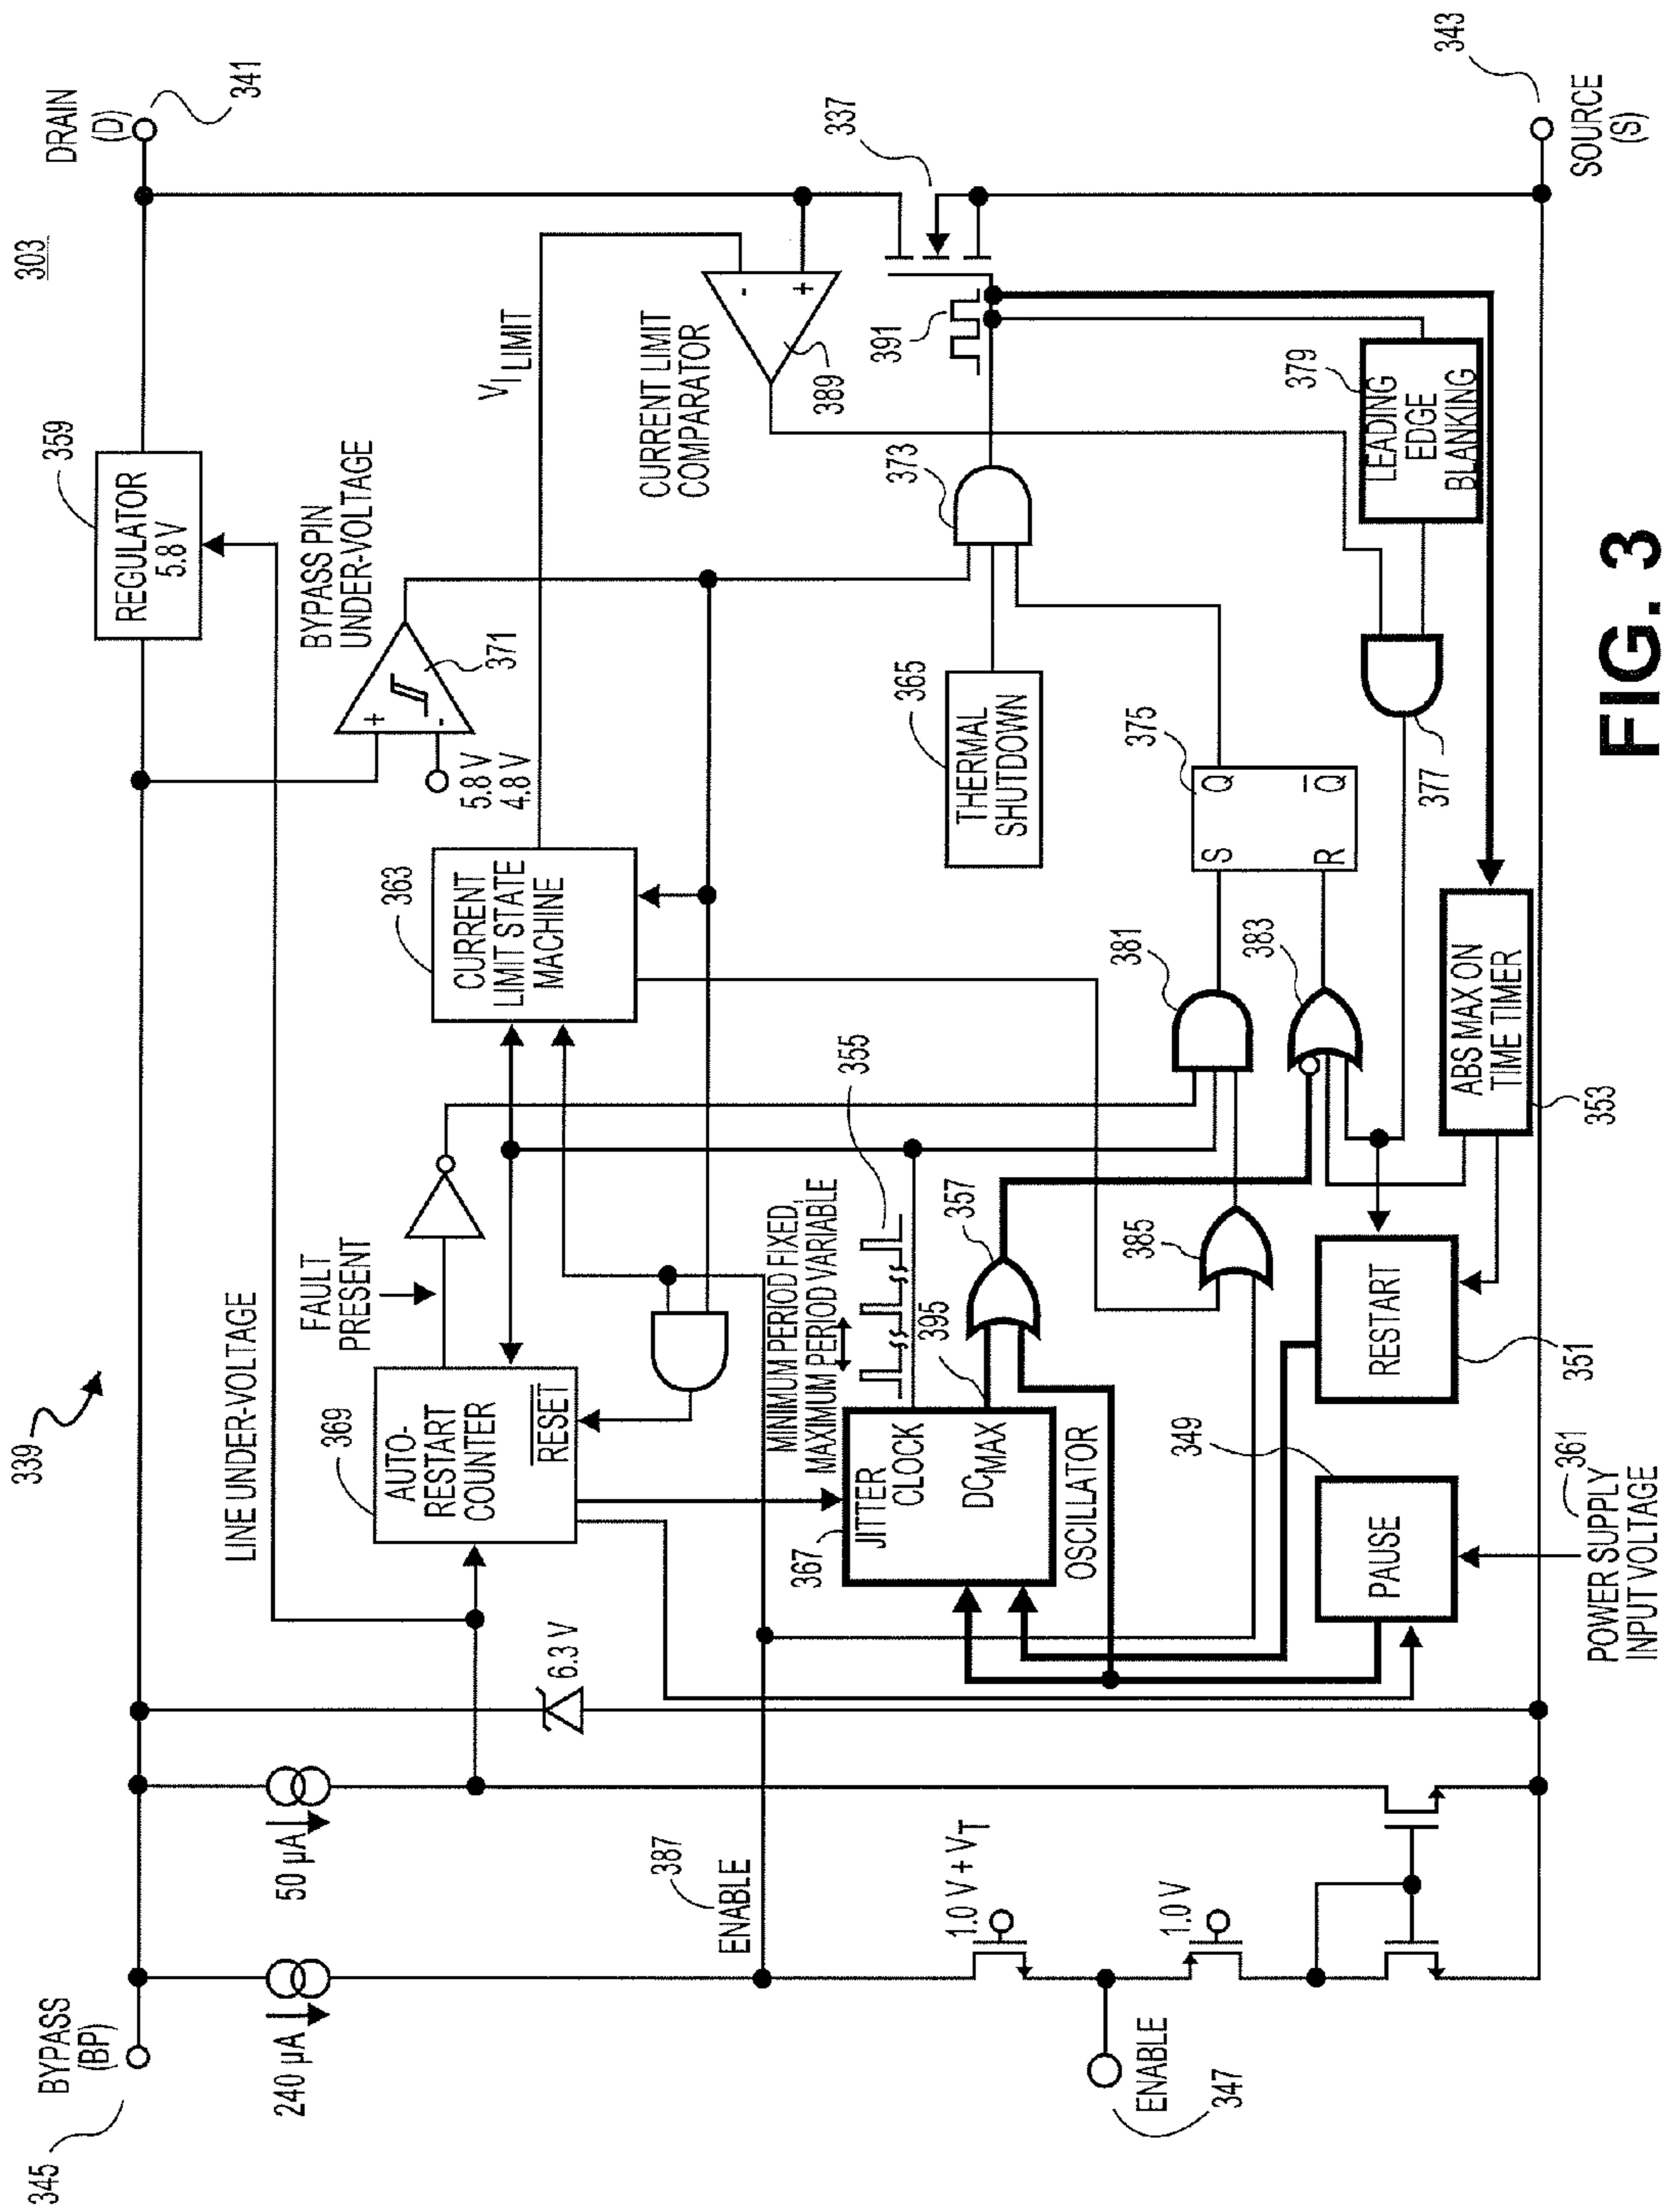 303
339
DRAIN
(D)
341
359
REGULATOR
5.8 V
BYPASS PIN
UNDER-VOLTAGE
371
+
-
5.8 V
4.8 V
V I LIMIT
CURRENT LIMIT
COMPARATOR
-
+
389
337
391
343
SOURCE
(S)
379
LEADING
EDGE
BLANKING
373
365
THERMAL
SHUTDOWN
363
CURRENT
LIMIT STATE
MACHINE
375
S
Q
R
Q̅
377
381
383
ABS MAX ON
TIME TIMER
353
LINE UNDER-VOLTAGE
FAULT
PRESENT
369
AUTO-
RESTART
COUNTER
R̅E̅S̅E̅T̅
MINIMUM PERIOD FIXED,
MAXIMUM PERIOD VARIABLE
355
357
395
385
367
JITTER
CLOCK
DCMAX
OSCILLATOR
RESTART
351
349
PAUSE
361
POWER SUPPLY
INPUT VOLTAGE
6.3 V
50 µA
240 µA
387
ENABLE
1.0 V + VT
1.0 V
BYPASS
(BP)
345
ENABLE
347
FIG. 3